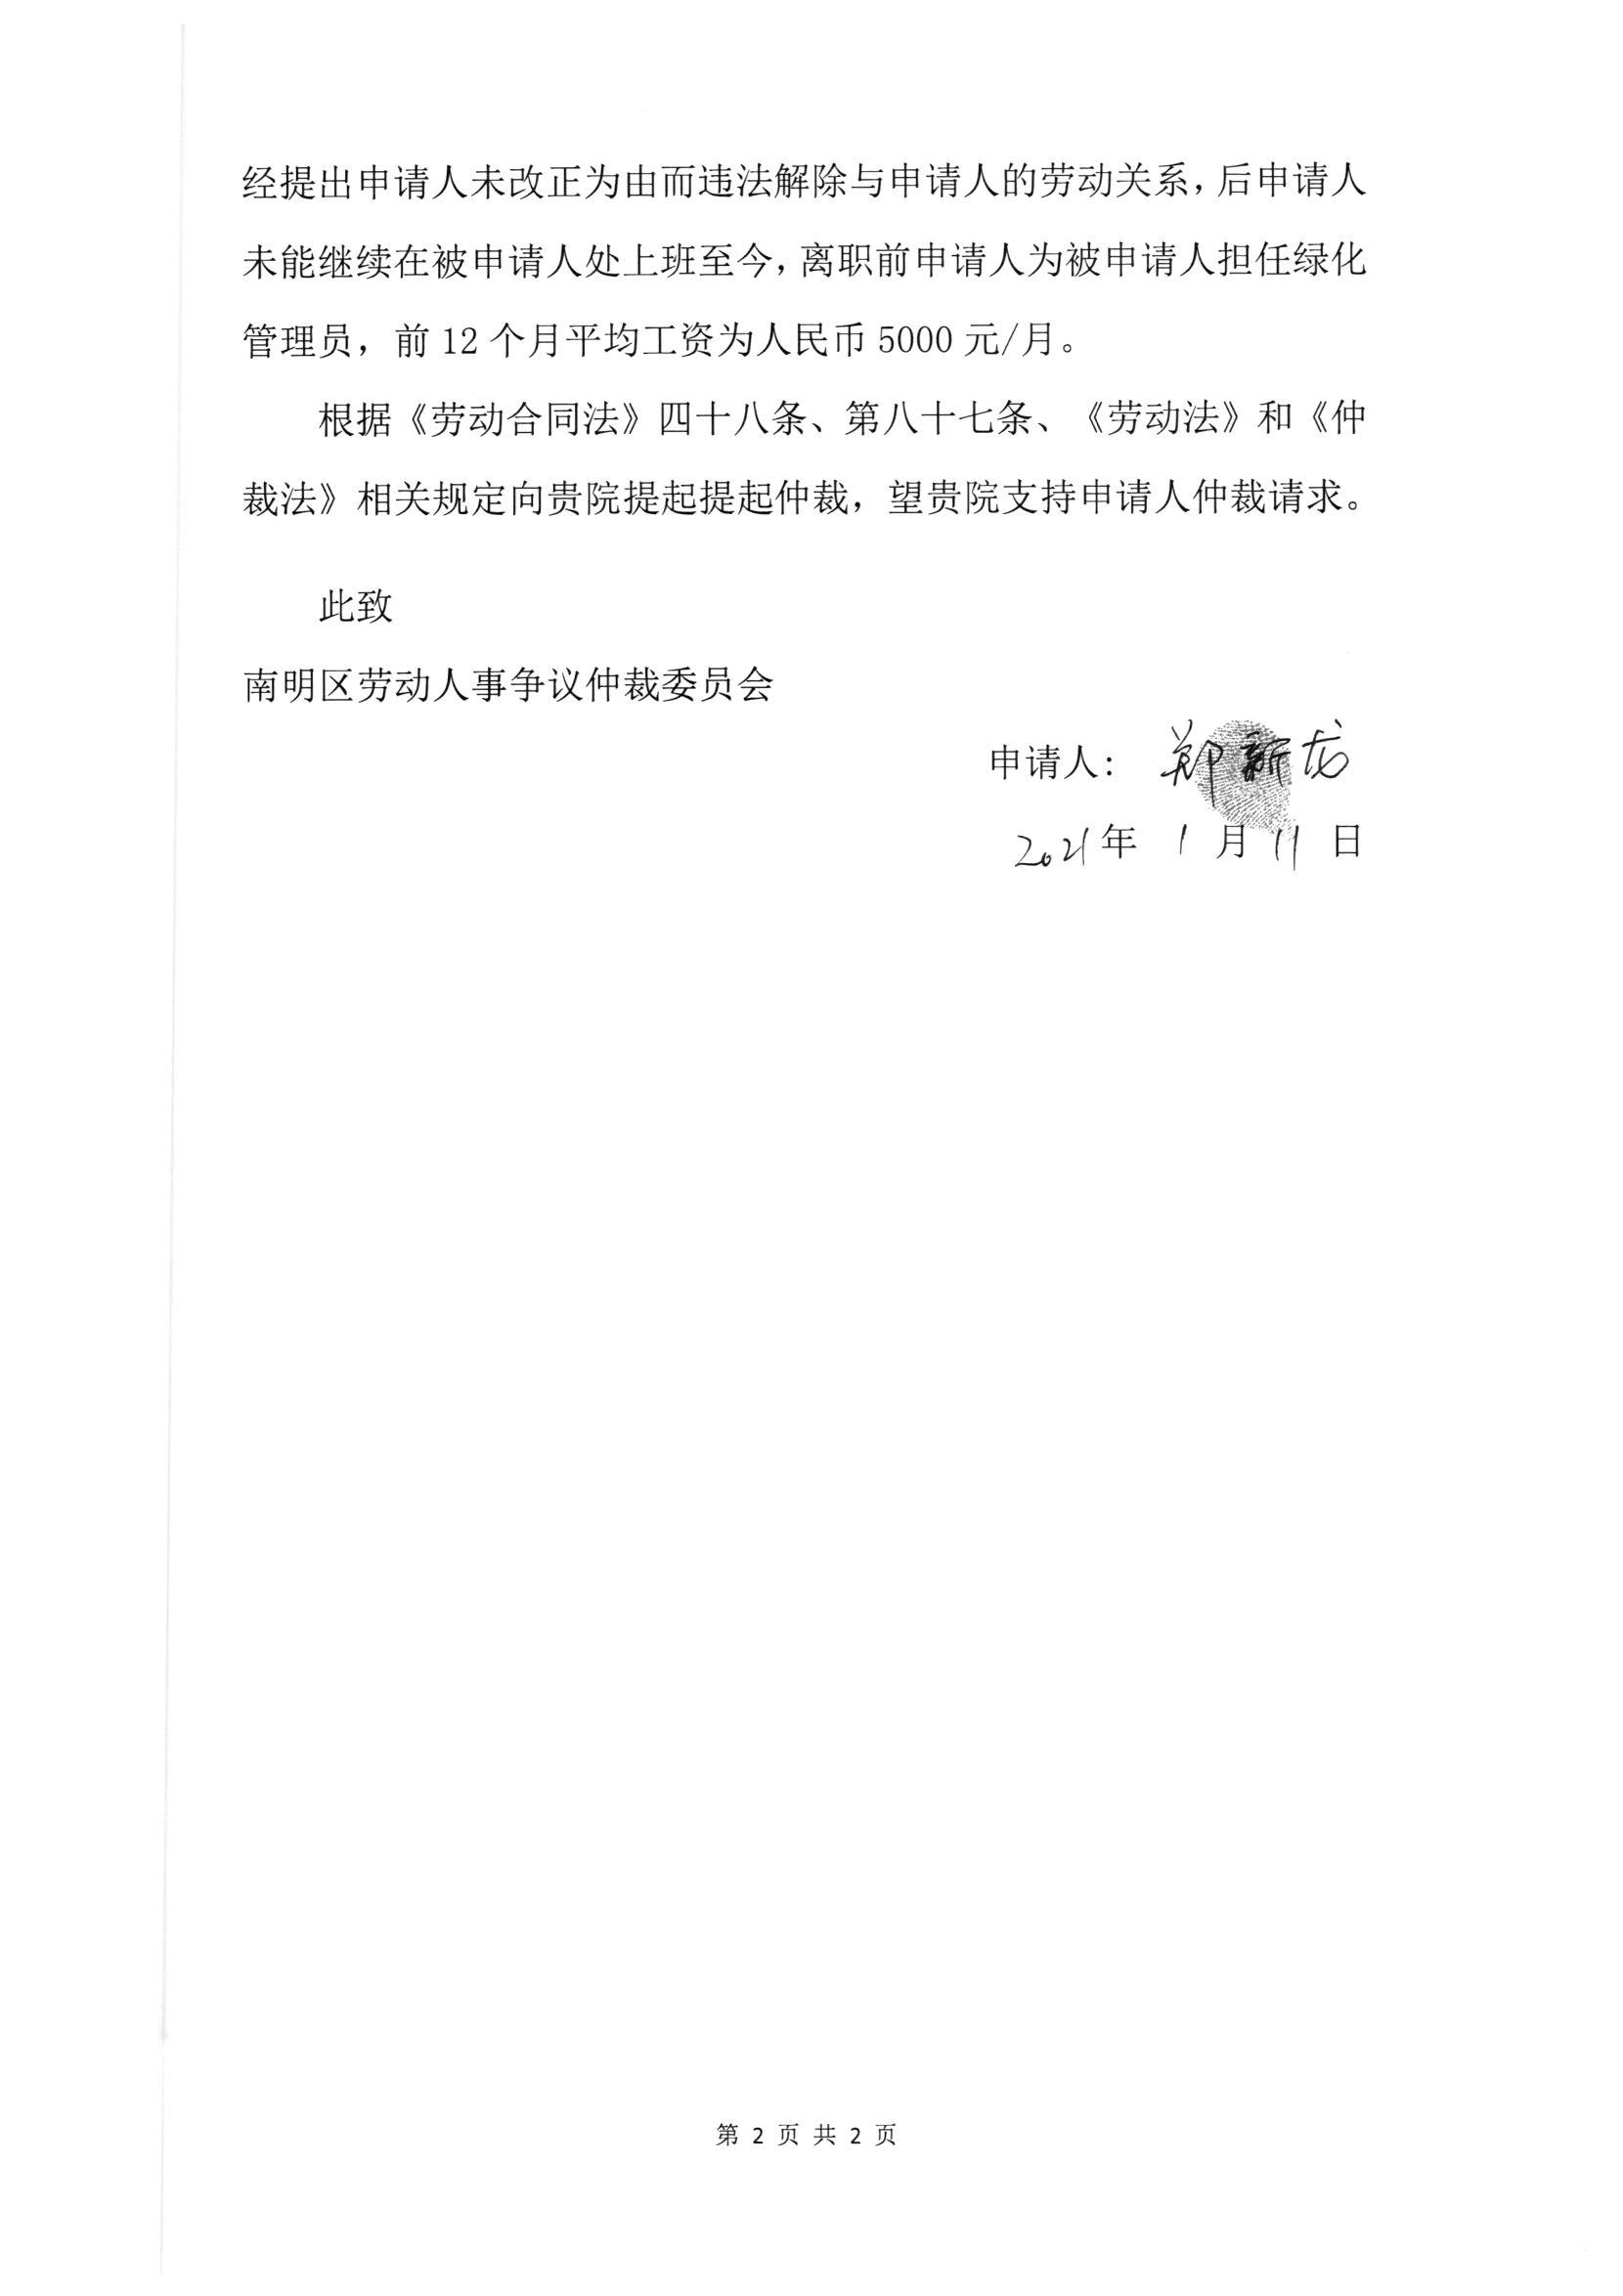 经提出申请人未改正为由而违法解除与申请人的劳动关系，后申请人
未能继续在被申请人处上班至今，离职前申请人为被申请人担任绿化
管理员，前 12 个月平均工资为人民币 5000 元/月。
根据《劳动合同法》四十八条、第八十七条、《劳动法》和《仲
裁法》相关规定向贵院提起提起仲裁，望贵院支持申请人仲裁请求。
此致
南明区劳动人事争议仲裁委员会
申请人： 郑新龙
2021年 1 月 11 日
第 2 页 共 2 页